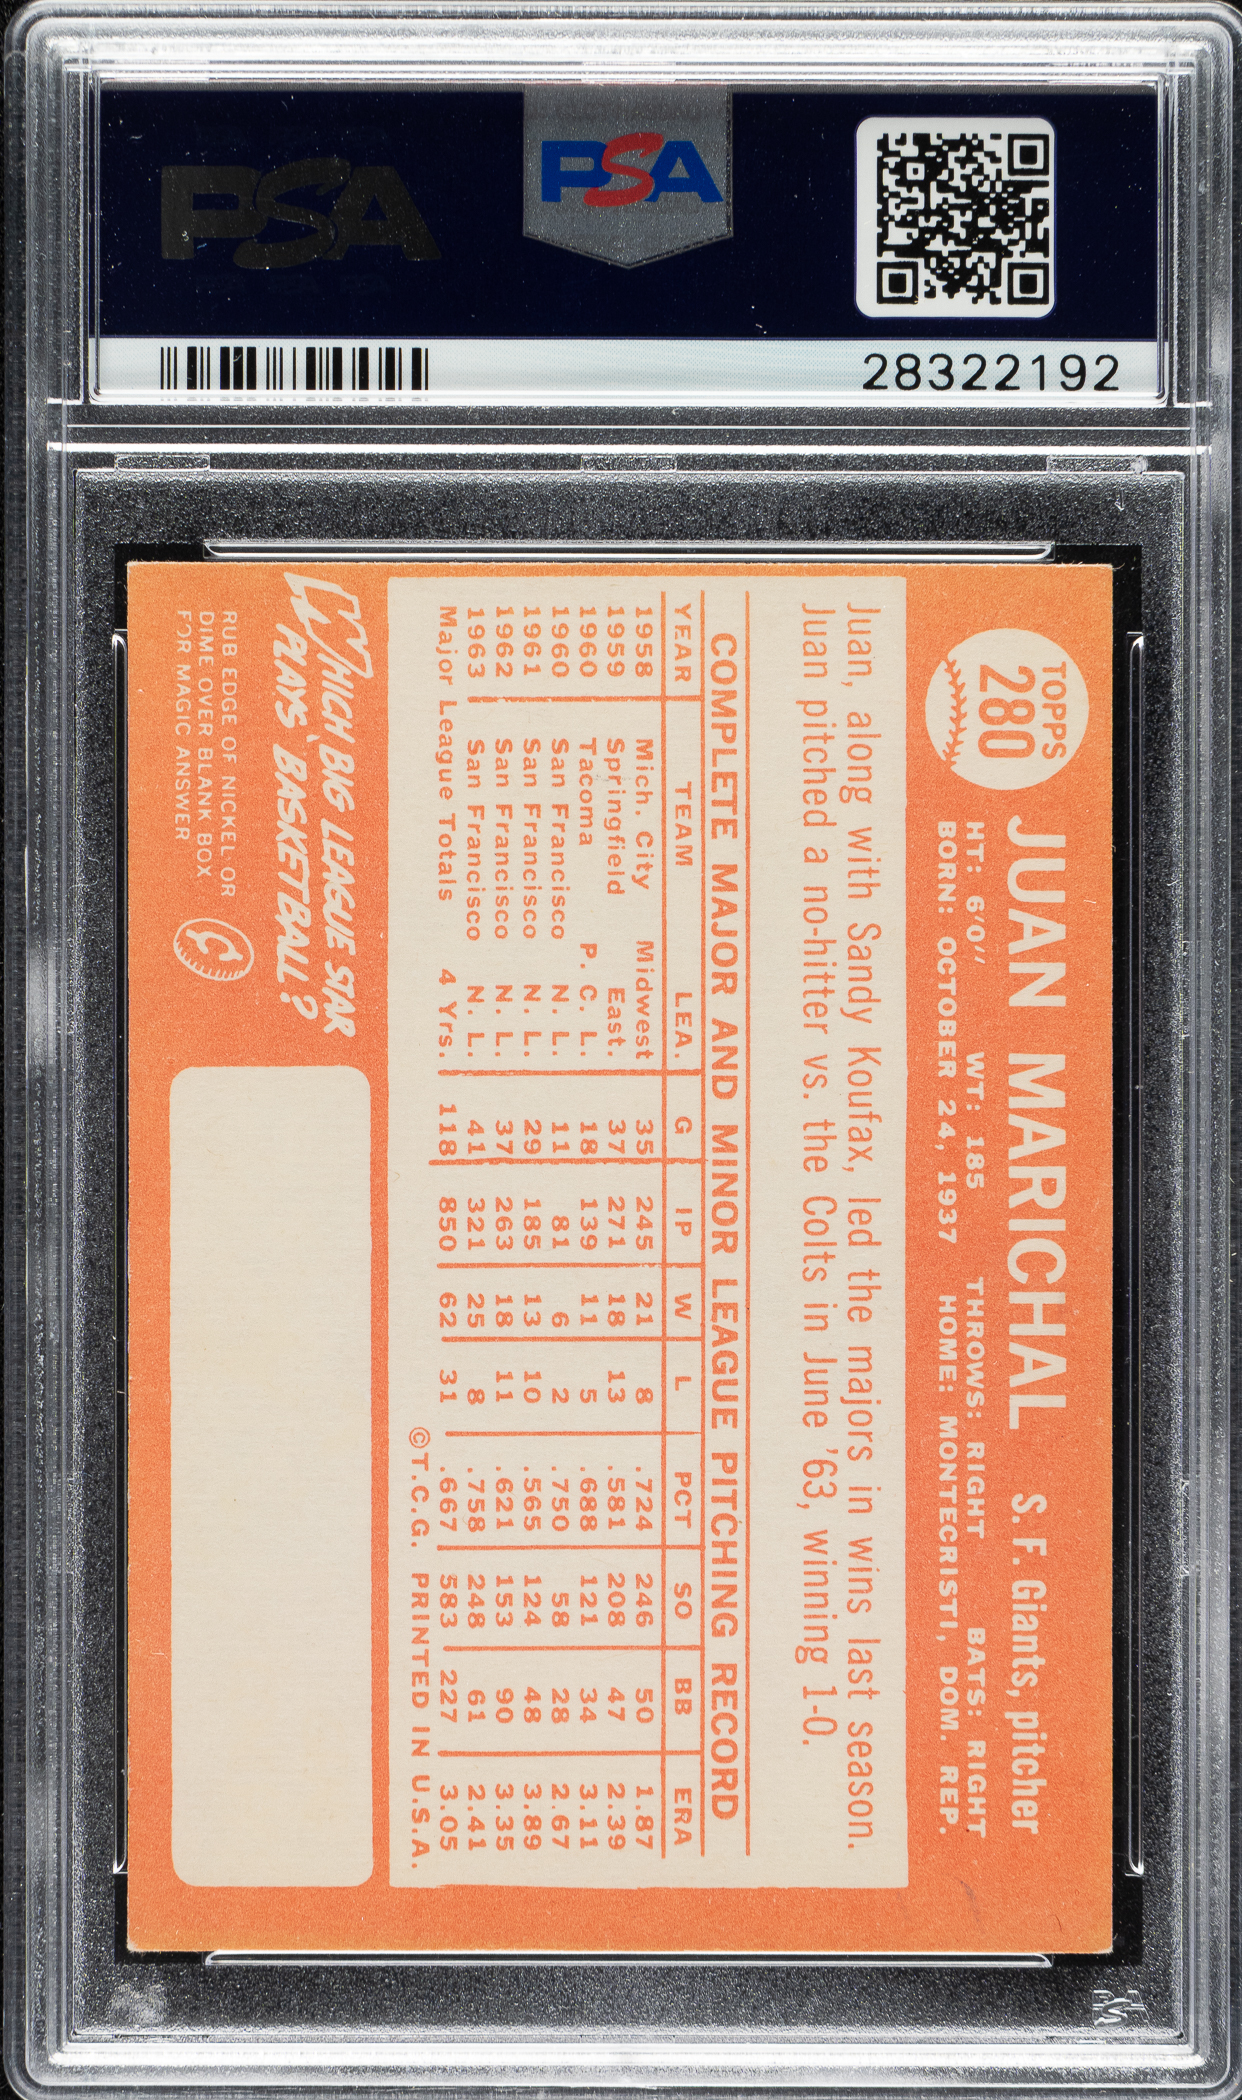 PSA
PSA
28322192
TOPPS
280
JUAN MARICHAL S. F. Giants, pitcher
HT: 6'0" WT: 185 THROWS: RIGHT BATS: RIGHT
BORN: OCTOBER 24, 1937 HOME: MONTECRISTI, DOM. REP.
Juan, along with Sandy Koufax, led the majors in wins last season.
Juan pitched a no-hitter vs. the Colts in June '63, winning 1-0.
COMPLETE MAJOR AND MINOR LEAGUE PITCHING RECORD
YEAR TEAM LEA. G IP W L PCT SO BB ERA
1958 Mich. City Midwest 35 245 21 8 .724 246 50 1.87
1959 Springfield East. 37 271 18 13 .581 208 47 2.39
1960 Tacoma P. C. L. 18 139 11 5 .688 121 34 3.11
1960 San Francisco N. L. 11 81 6 2 .750 58 28 2.67
1961 San Francisco N. L. 29 185 13 10 .565 124 48 3.89
1962 San Francisco N. L. 37 263 18 11 .621 153 90 3.35
1963 San Francisco N. L. 41 321 25 8 .758 248 61 2.41
Major League Totals 4 Yrs. 118 850 62 31 .667 583 227 3.05
©T.C.G. PRINTED IN U.S.A.
WHICH BIG LEAGUE STAR
PLAYS BASKETBALL?
RUB EDGE OF NICKEL OR
DIME OVER BLANK BOX
FOR MAGIC ANSWER
PSA